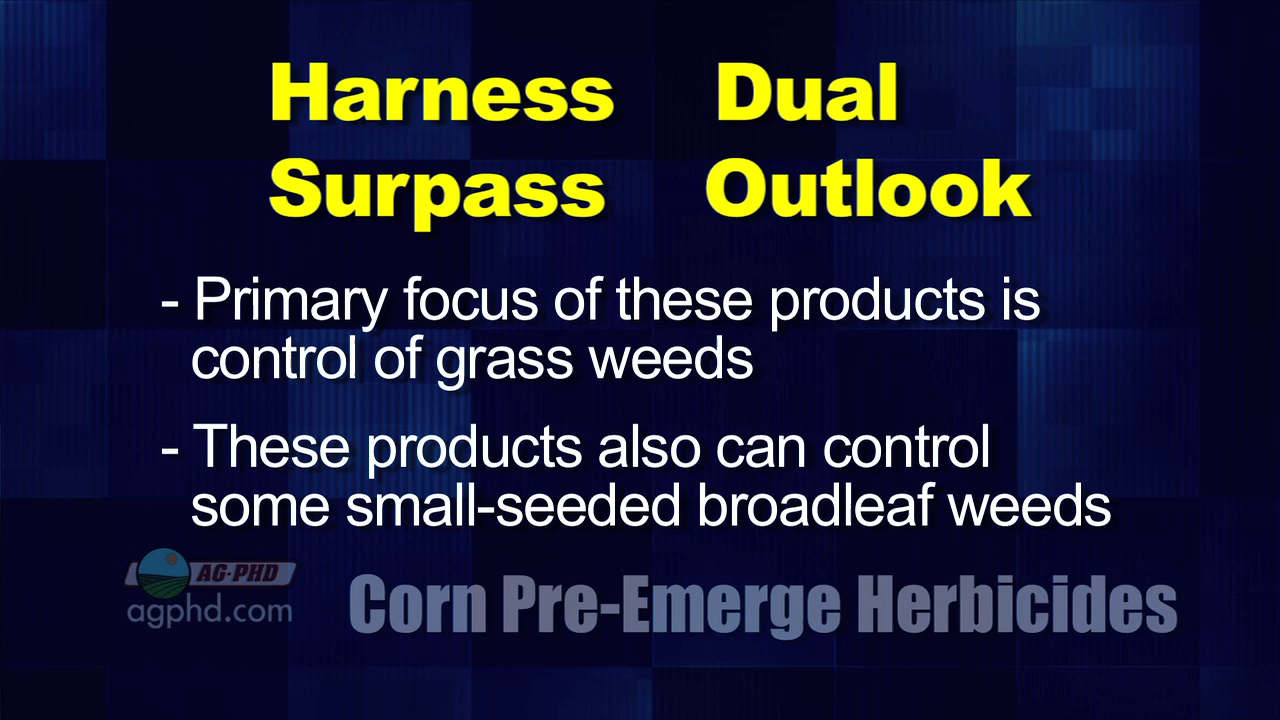 Harness Dual
Surpass Outlook
- Primary focus of these products is
control of grass weeds
- These products also can control
some small-seeded broadleaf weeds
AG·PHD
agphd.com
Corn Pre-Emerge Herbicides